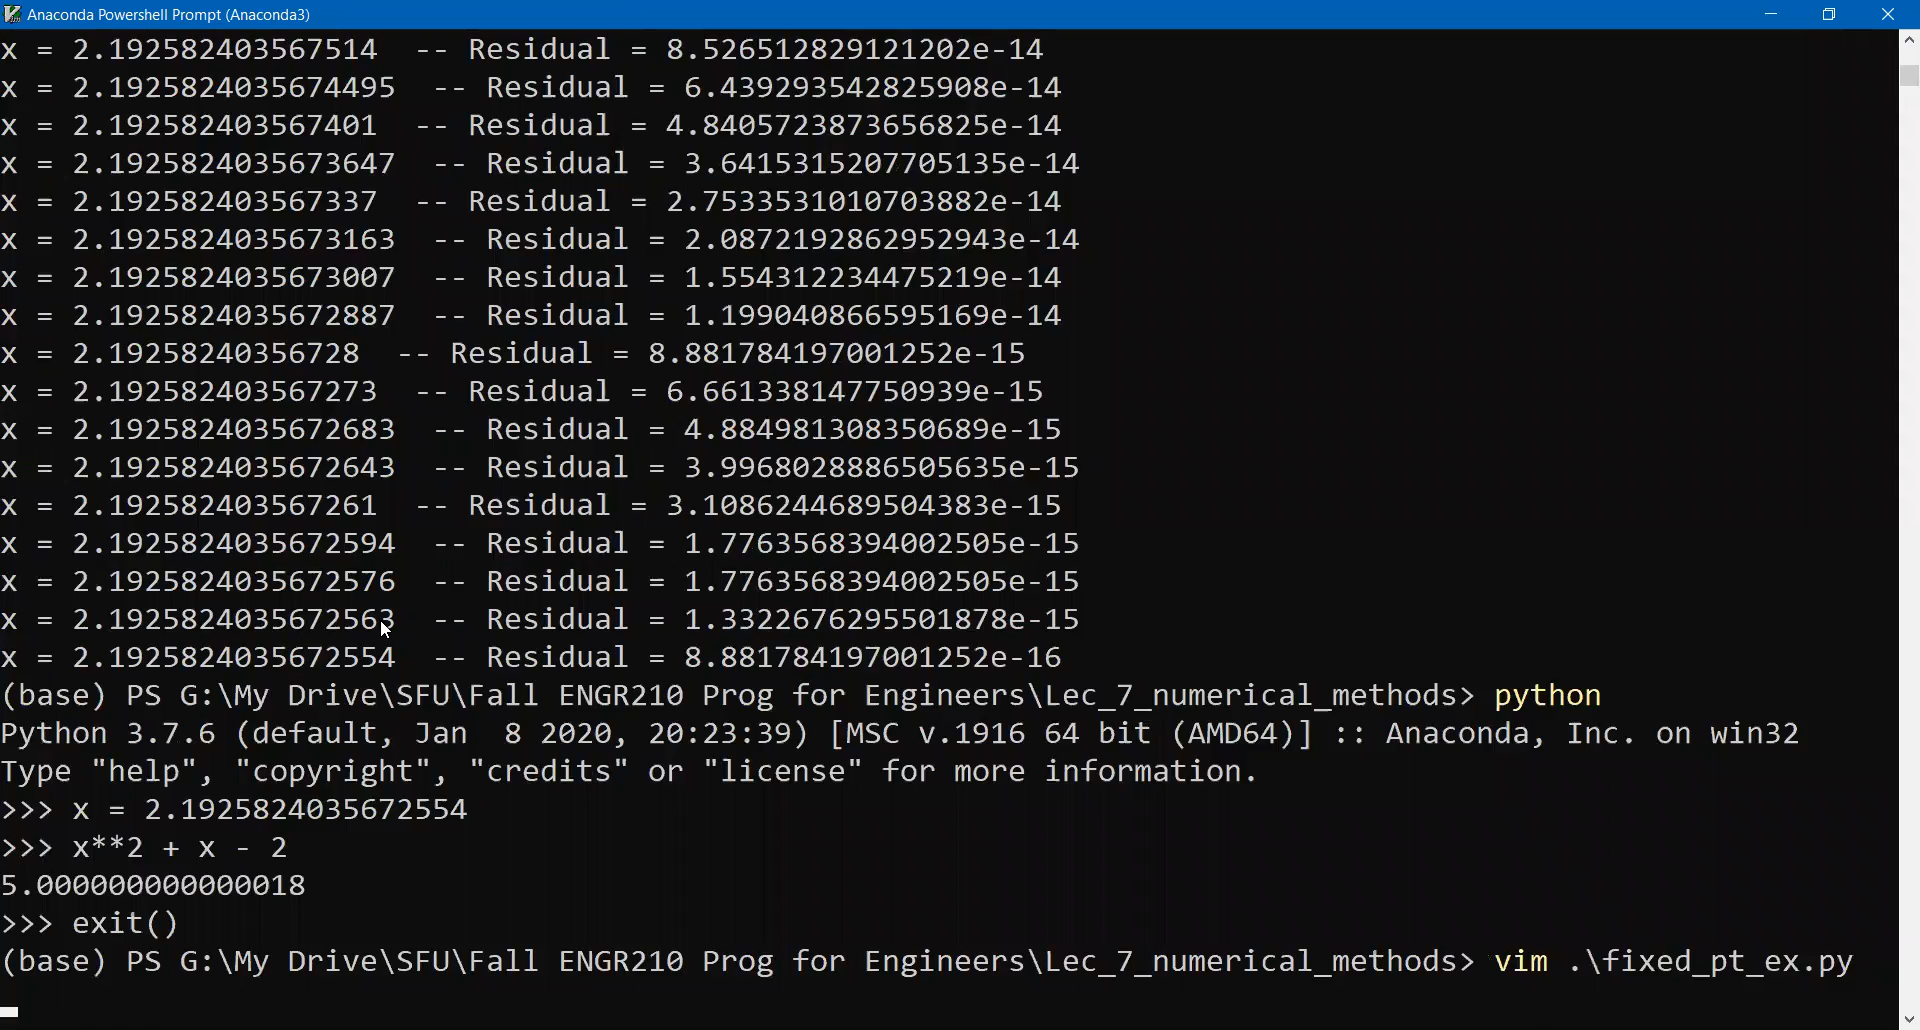 Anaconda Powershell Prompt (Anaconda3)
x = 2.192582403567514  -- Residual = 8.526512829121202e-14
x = 2.1925824035674495  -- Residual = 6.439293542825908e-14
x = 2.192582403567401  -- Residual = 4.8405723873656825e-14
x = 2.1925824035673647  -- Residual = 3.6415315207705135e-14
x = 2.192582403567337  -- Residual = 2.7533531010703882e-14
x = 2.1925824035673163  -- Residual = 2.0872192862952943e-14
x = 2.1925824035673007  -- Residual = 1.554312234475219e-14
x = 2.1925824035672887  -- Residual = 1.199040866595169e-14
x = 2.19258240356728  -- Residual = 8.881784197001252e-15
x = 2.192582403567273  -- Residual = 6.661338147750939e-15
x = 2.1925824035672683  -- Residual = 4.884981308350689e-15
x = 2.1925824035672643  -- Residual = 3.9968028886505635e-15
x = 2.192582403567261  -- Residual = 3.1086244689504383e-15
x = 2.1925824035672594  -- Residual = 1.7763568394002505e-15
x = 2.1925824035672576  -- Residual = 1.7763568394002505e-15
x = 2.1925824035672563  -- Residual = 1.3322676295501878e-15
x = 2.1925824035672554  -- Residual = 8.881784197001252e-16
(base) PS G:\My Drive\SFU\Fall ENGR210 Prog for Engineers\Lec_7_numerical_methods> python
Python 3.7.6 (default, Jan  8 2020, 20:23:39) [MSC v.1916 64 bit (AMD64)] :: Anaconda, Inc. on win32
Type "help", "copyright", "credits" or "license" for more information.
>>> x = 2.1925824035672554
>>> x**2 + x - 2
5.000000000000018
>>> exit()
(base) PS G:\My Drive\SFU\Fall ENGR210 Prog for Engineers\Lec_7_numerical_methods> vim .\fixed_pt_ex.py